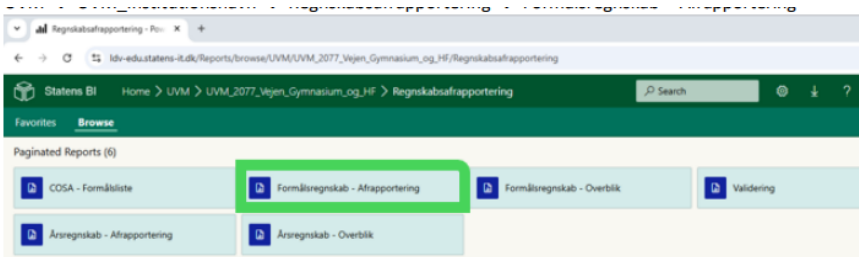 Regnskabsafrapportering - Pow
ldv-edu.statens-it.dk/Reports/browse/UVM/UVM_2077_Vejen_Gymnasium_og_HF/Regnskabsafrapportering
Statens BI Home > UVM > UVM_2077_Vejen_Gymnasium_og_HF > Regnskabsafrapportering Search ?
Favorites Browse
Paginated Reports (6)
COSA - Formålsliste Formålsregnskab - Afrapportering Formålsregnskab - Overblik Validering
Årsregnskab - Afrapportering Årsregnskab - Overblik